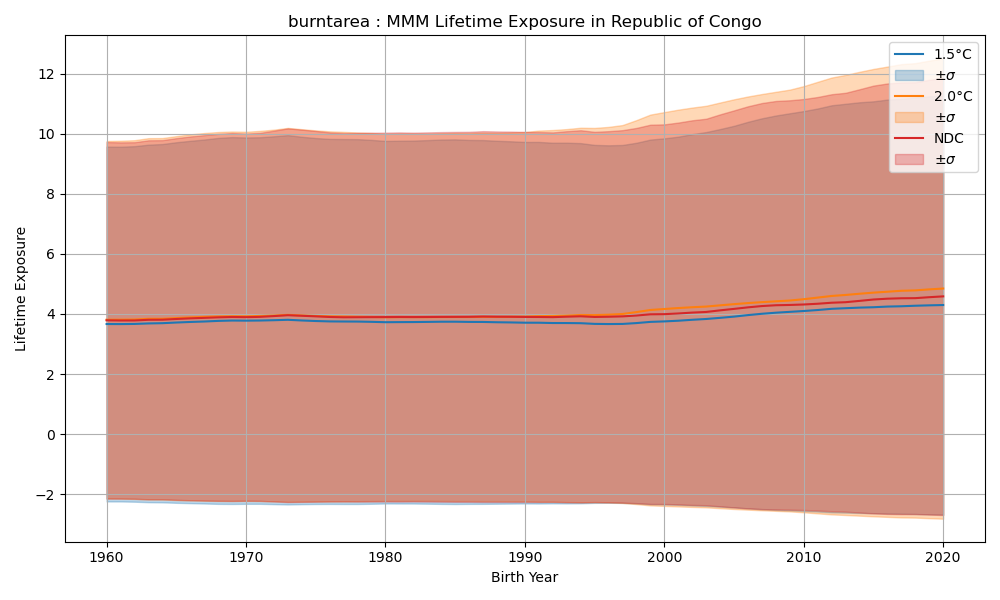 burntarea : MMM Lifetime Exposure in Republic of Congo
Lifetime Exposure
12
10
8
6
4
2
0
−2
1960
1970
1980
1990
2000
2010
2020
Birth Year
1.5°C
±σ
2.0°C
±σ
NDC
±σ